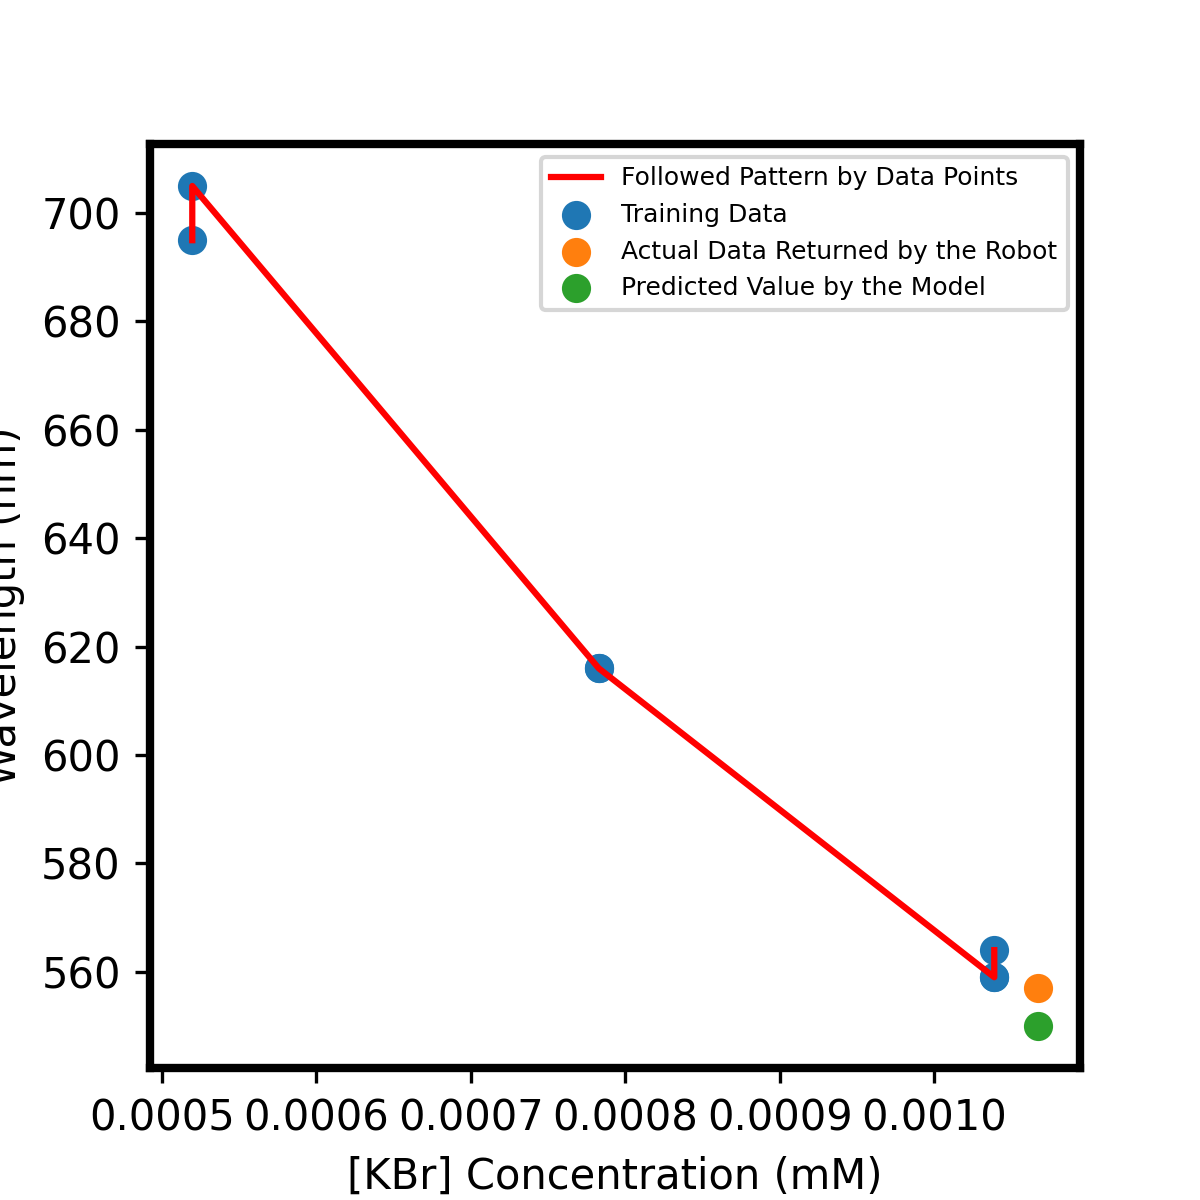 Followed Pattern by Data Points
Training Data
Actual Data Returned by the Robot
Predicted Value by the Model
700
680
660
640
620
600
580
560
Wavelength (nm)
0.0005 0.0006 0.0007 0.0008 0.0009 0.0010
[KBr] Concentration (mM)